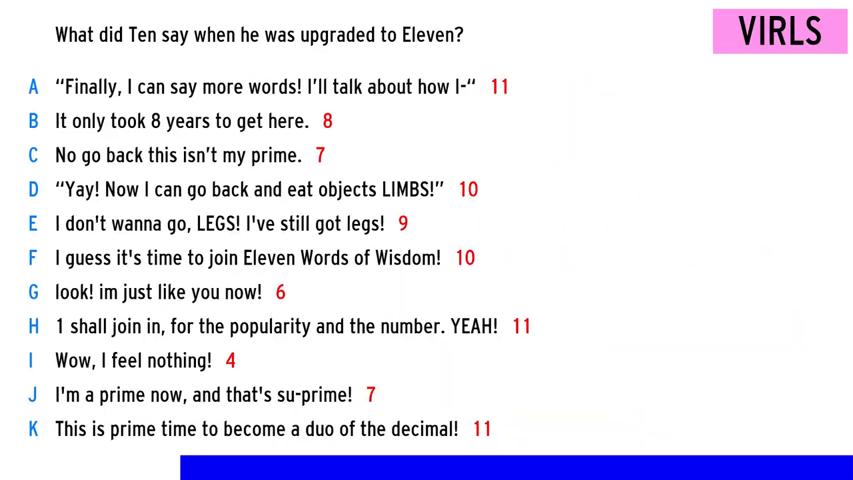 What did Ten say when he was upgraded to Eleven?
VIRLS
A “Finally, I can say more words! I’ll talk about how I-“ 11
B It only took 8 years to get here. 8
C No go back this isn’t my prime. 7
D “Yay! Now I can go back and eat objects LIMBS!” 10
E I don't wanna go, LEGS! I've still got legs! 9
F I guess it's time to join Eleven Words of Wisdom! 10
G look! im just like you now! 6
H 1 shall join in, for the popularity and the number. YEAH! 11
I Wow, I feel nothing! 4
J I'm a prime now, and that's su-prime! 7
K This is prime time to become a duo of the decimal! 11